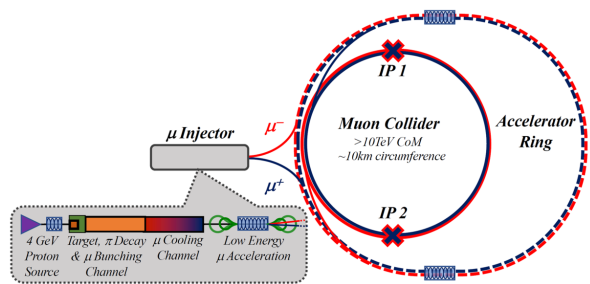 IP 1
μ Injector
μ⁻
Muon Collider
>10TeV CoM
~10km circumference
Accelerator
Ring
μ⁺
IP 2
4 GeV
Proton
Source
Target, π Decay
& μ Bunching
Channel
μ Cooling
Channel
Low Energy
μ Acceleration